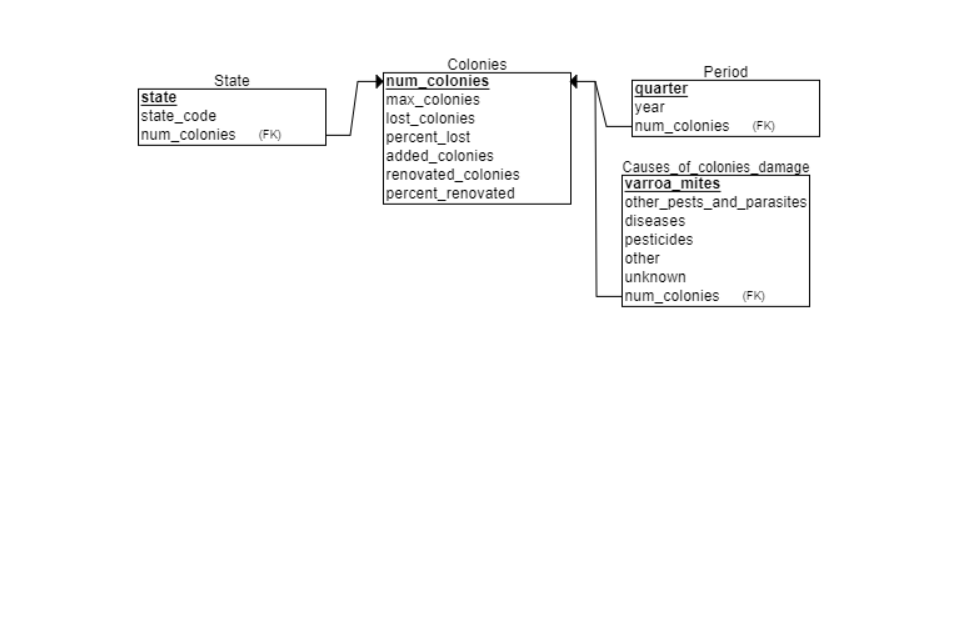 State
state
state_code
num_colonies (FK)
Colonies
num_colonies
max_colonies
lost_colonies
percent_lost
added_colonies
renovated_colonies
percent_renovated
Period
quarter
year
num_colonies (FK)
Causes_of_colonies_damage
varroa_mites
other_pests_and_parasites
diseases
pesticides
other
unknown
num_colonies (FK)